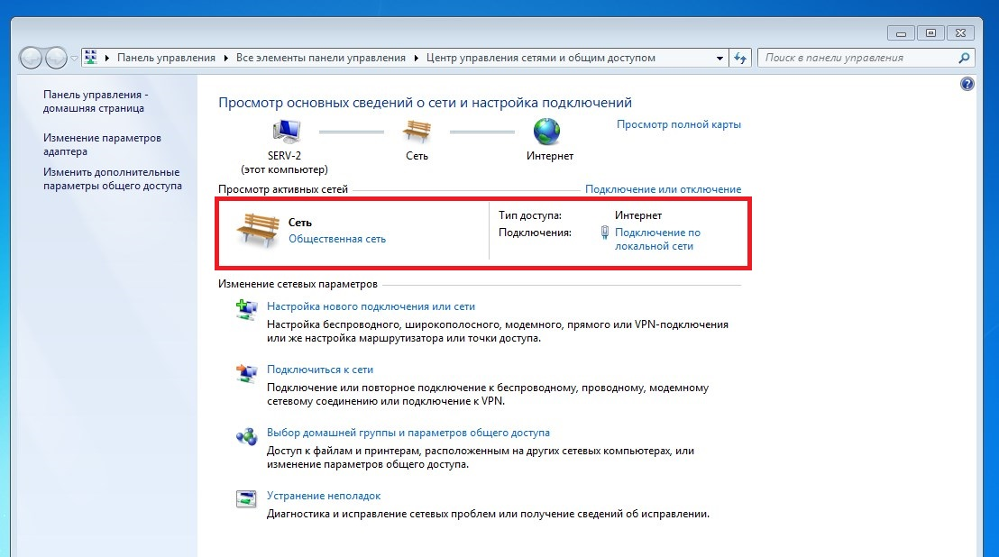 Панель управления
Все элементы панели управления
Центр управления сетями и общим доступом
Поиск в панели управления
Панель управления -
домашняя страница
Изменение параметров
адаптера
Изменить дополнительные
параметры общего доступа
Просмотр основных сведений о сети и настройка подключений
Просмотр полной карты
SERV-2
(этот компьютер)
Сеть
Интернет
Просмотр активных сетей
Подключение или отключение
Сеть
Общественная сеть
Тип доступа:
Интернет
Подключения:
Подключение по
локальной сети
Изменение сетевых параметров
Настройка нового подключения или сети
Настройка беспроводного, широкополосного, модемного, прямого или VPN-подключения
или же настройка маршрутизатора или точки доступа.
Подключиться к сети
Подключение или повторное подключение к беспроводному, проводному, модемному
сетевому соединению или подключение к VPN.
Выбор домашней группы и параметров общего доступа
Доступ к файлам и принтерам, расположенным на других сетевых компьютерах, или
изменение параметров общего доступа.
Устранение неполадок
Диагностика и исправление сетевых проблем или получение сведений об исправлении.